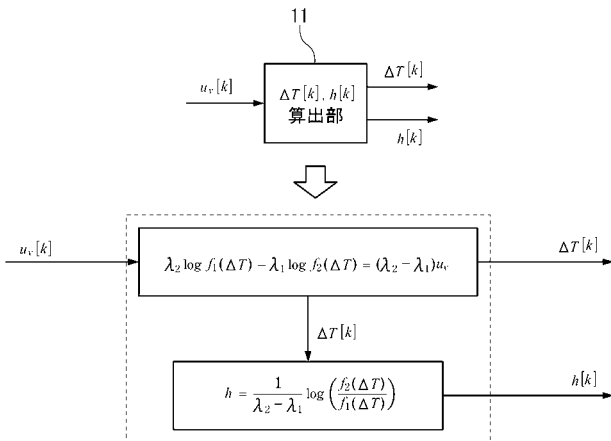 11
u_v[k]
ΔT[k], h[k]
算出部
ΔT[k]
h[k]
u_v[k]
λ₂ log f₁(ΔT) − λ₁ log f₂(ΔT) = (λ₂ − λ₁)u_v
ΔT[k]
ΔT[k]
h = 1/(λ₂ − λ₁) log (f₂(ΔT)/f₁(ΔT))
h[k]